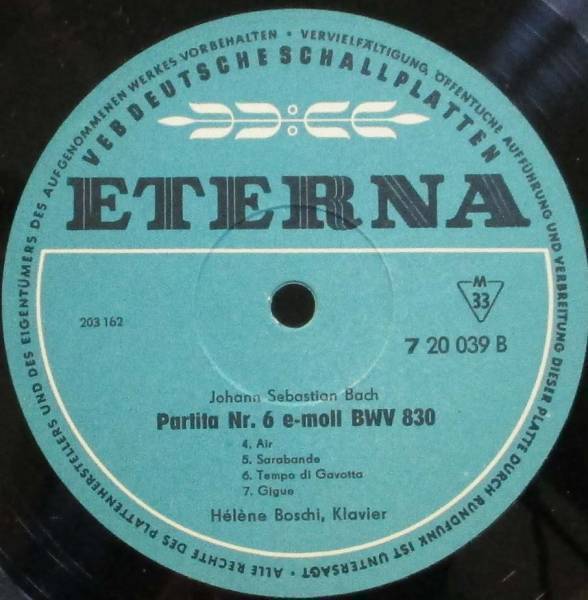 ALLE RECHTE DES PLATTENHERSTELLERS UND DES EIGENTÜMERS DES AUFGENOMMENEN WERKES VORBEHALTEN • VERVIELFÄLTIGUNG, ÖFFENTLICHE AUFFÜHRUNG UND VERBREITUNG DIESER PLATTE DURCH RUNDFUNK IST UNTERSAGT •
VEB DEUTSCHE SCHALLPLATTEN
ETERNA
M
33
203 162
7 20 039 B
Johann Sebastian Bach
Partita Nr. 6 e-moll BWV 830
4. Air
5. Sarabande
6. Tempo di Gavotta
7. Gigue
Hélène Boschi, Klavier